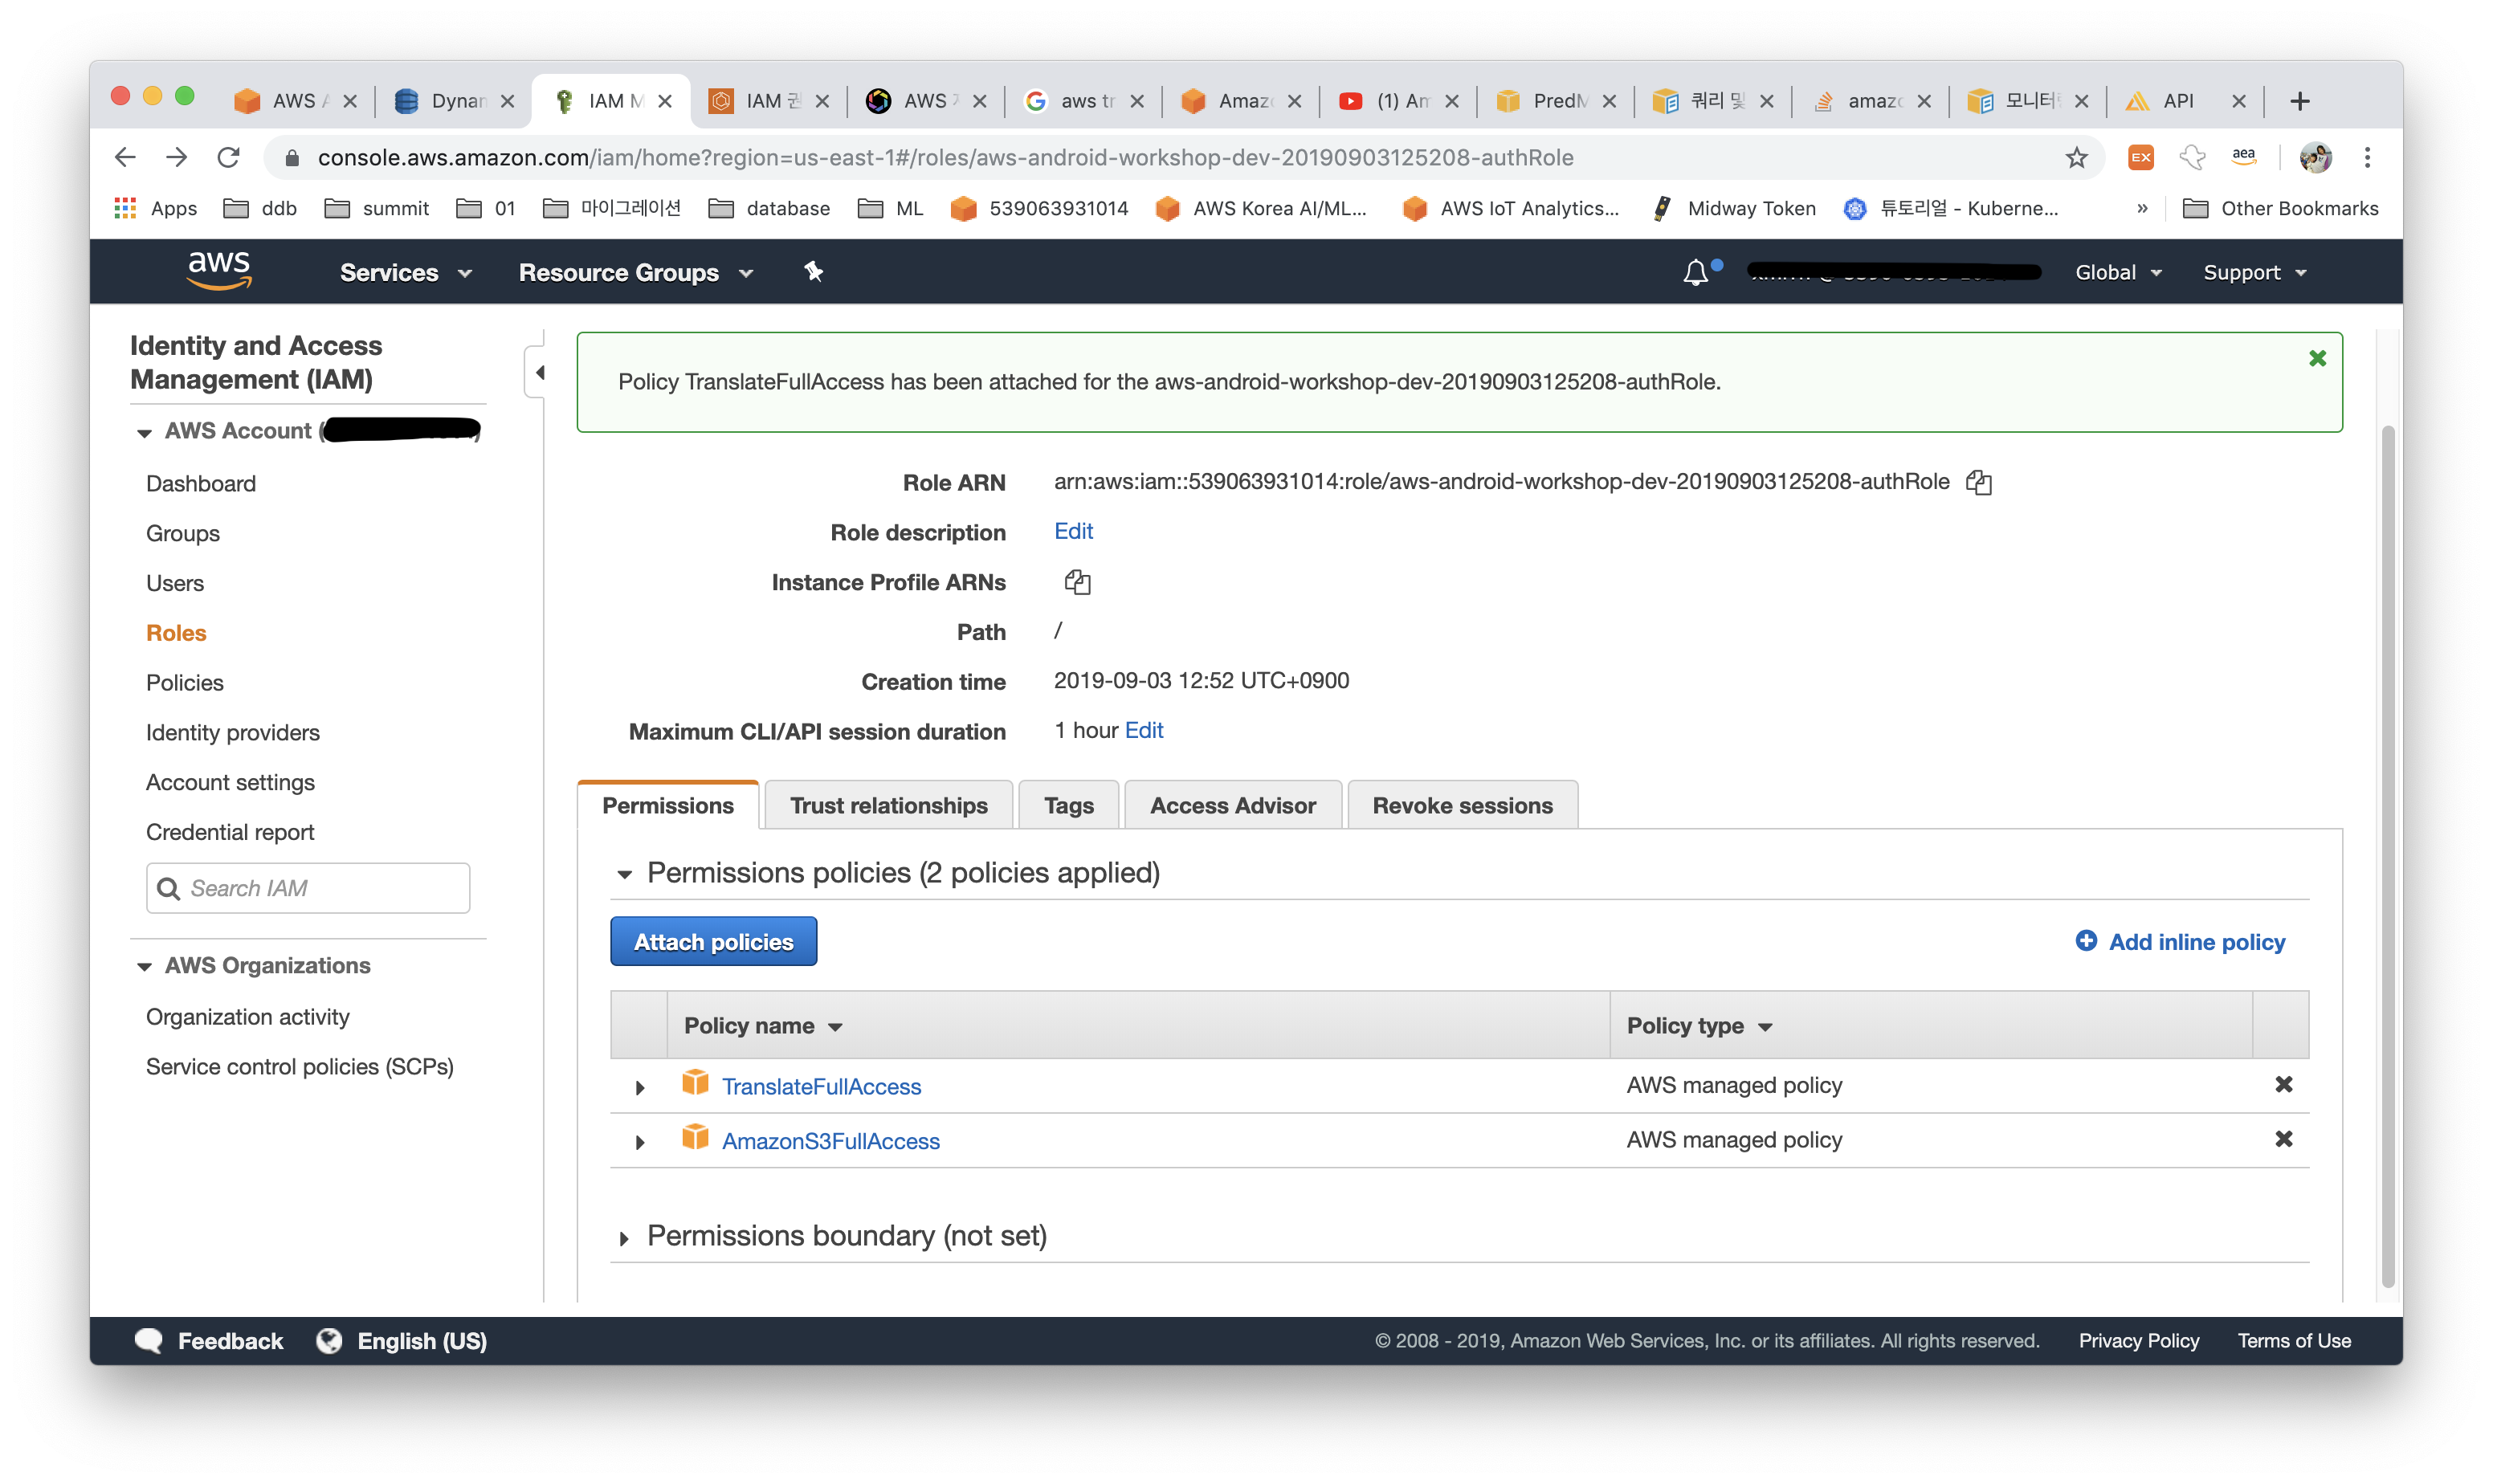 AWS A
Dynan
IAM M
IAM 권
AWS
aws tr
Amaz
(1) Am
PredM
쿼리 및
amazo
모니터
API
console.aws.amazon.com/iam/home?region=us-east-1#/roles/aws-android-workshop-dev-20190903125208-authRole
EX
aea
Apps
ddb
summit
01
마이그레이션
database
ML
539063931014
AWS Korea AI/ML...
AWS IoT Analytics...
Midway Token
튜토리얼 - Kuberne...
»
Other Bookmarks
aws
Services
Resource Groups
Global
Support
Identity and Access
Management (IAM)
AWS Account (
Dashboard
Groups
Users
Roles
Policies
Identity providers
Account settings
Credential report
Search IAM
AWS Organizations
Organization activity
Service control policies (SCPs)
Policy TranslateFullAccess has been attached for the aws-android-workshop-dev-20190903125208-authRole.
Role ARN arn:aws:iam::539063931014:role/aws-android-workshop-dev-20190903125208-authRole
Role description Edit
Instance Profile ARNs
Path /
Creation time 2019-09-03 12:52 UTC+0900
Maximum CLI/API session duration 1 hour Edit
Permissions
Trust relationships
Tags
Access Advisor
Revoke sessions
Permissions policies (2 policies applied)
Attach policies
Add inline policy
Policy name
Policy type
TranslateFullAccess AWS managed policy
AmazonS3FullAccess AWS managed policy
Permissions boundary (not set)
Feedback
English (US)
© 2008 - 2019, Amazon Web Services, Inc. or its affiliates. All rights reserved.
Privacy Policy
Terms of Use